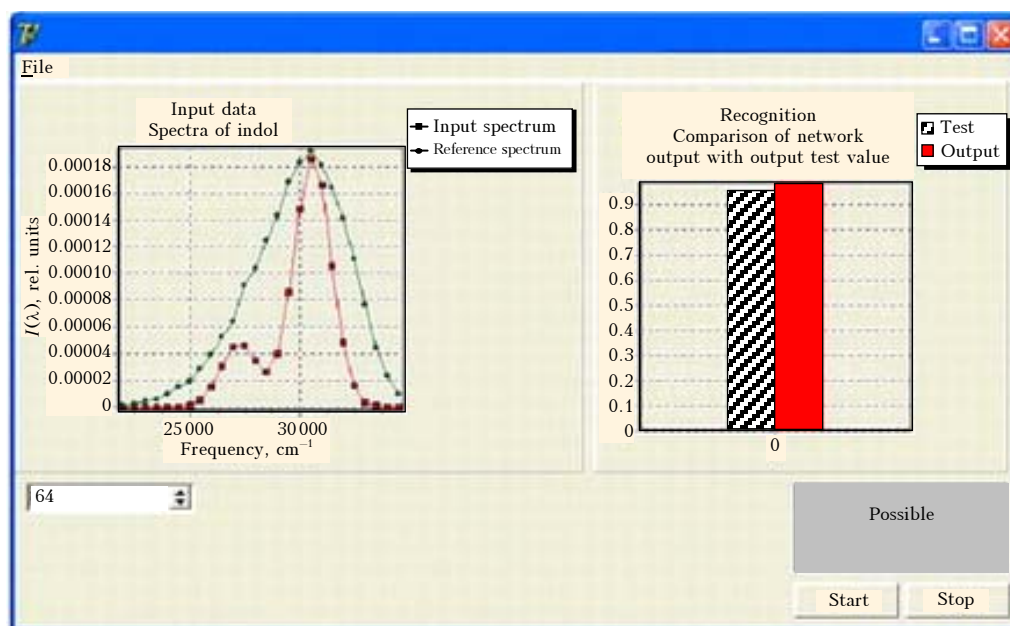 File
Input data
Spectra of indol
Input spectrum
Reference spectrum
I(λ), rel. units
0.00018
0.00016
0.00014
0.00012
0.00010
0.00008
0.00006
0.00004
0.00002
0
25 000
30 000
Frequency, cm⁻¹
Recognition
Comparison of network
output with output test value
Test
Output
0.9
0.8
0.7
0.6
0.5
0.4
0.3
0.2
0.1
0
0
64
Possible
Start
Stop